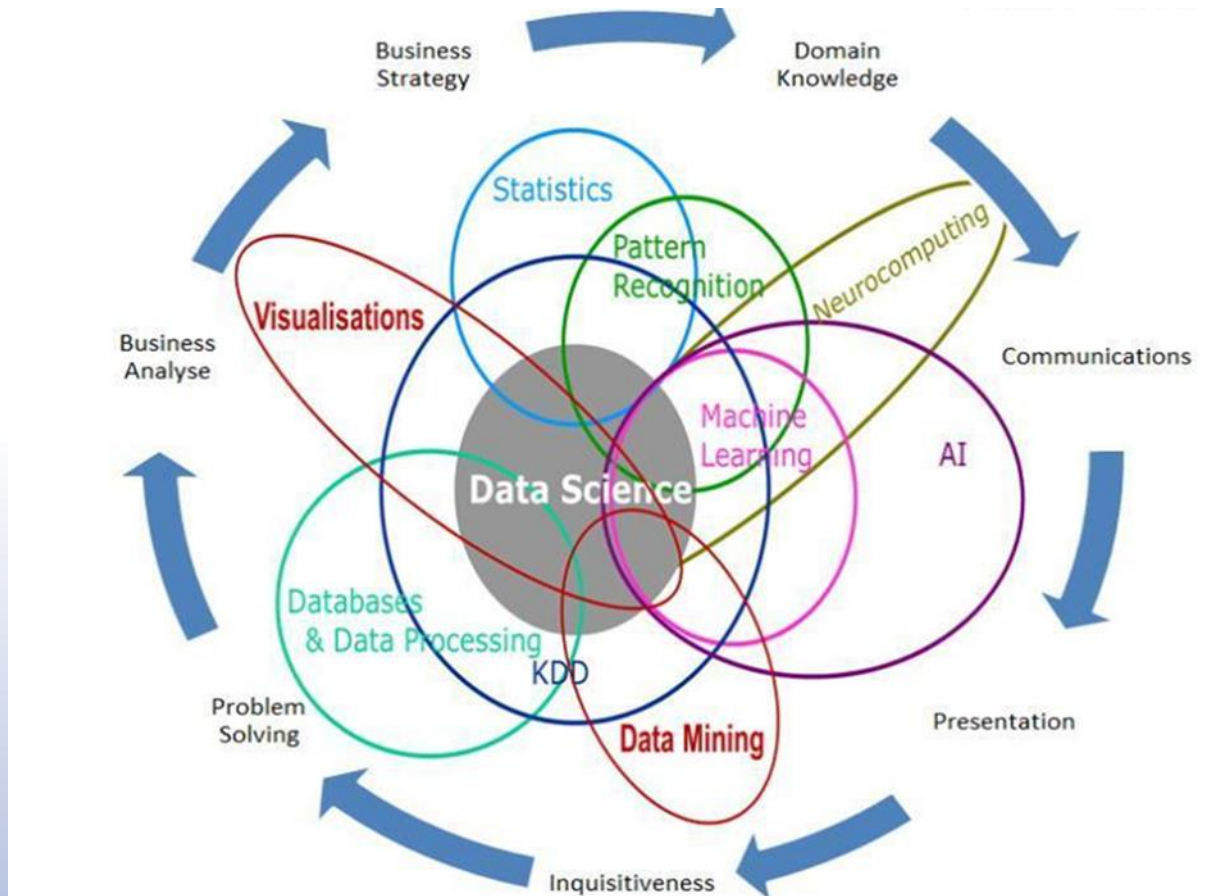 Business
Strategy
Domain
Knowledge
Statistics
Pattern
Recognition
Neurocomputing
Visualisations
Business
Analyse
Communications
Machine
Learning
AI
Data Science
Databases
& Data Processing
KDD
Problem
Solving
Presentation
Data Mining
Inquisitiveness